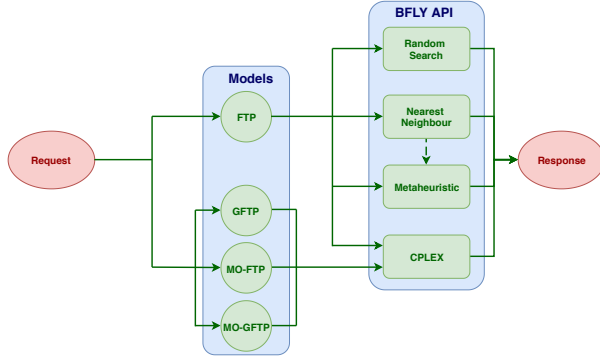 BFLY API
Random
Search
Models
FTP
Nearest
Neighbour
Request
Response
Metaheuristic
GFTP
MO-FTP
CPLEX
MO-GFTP